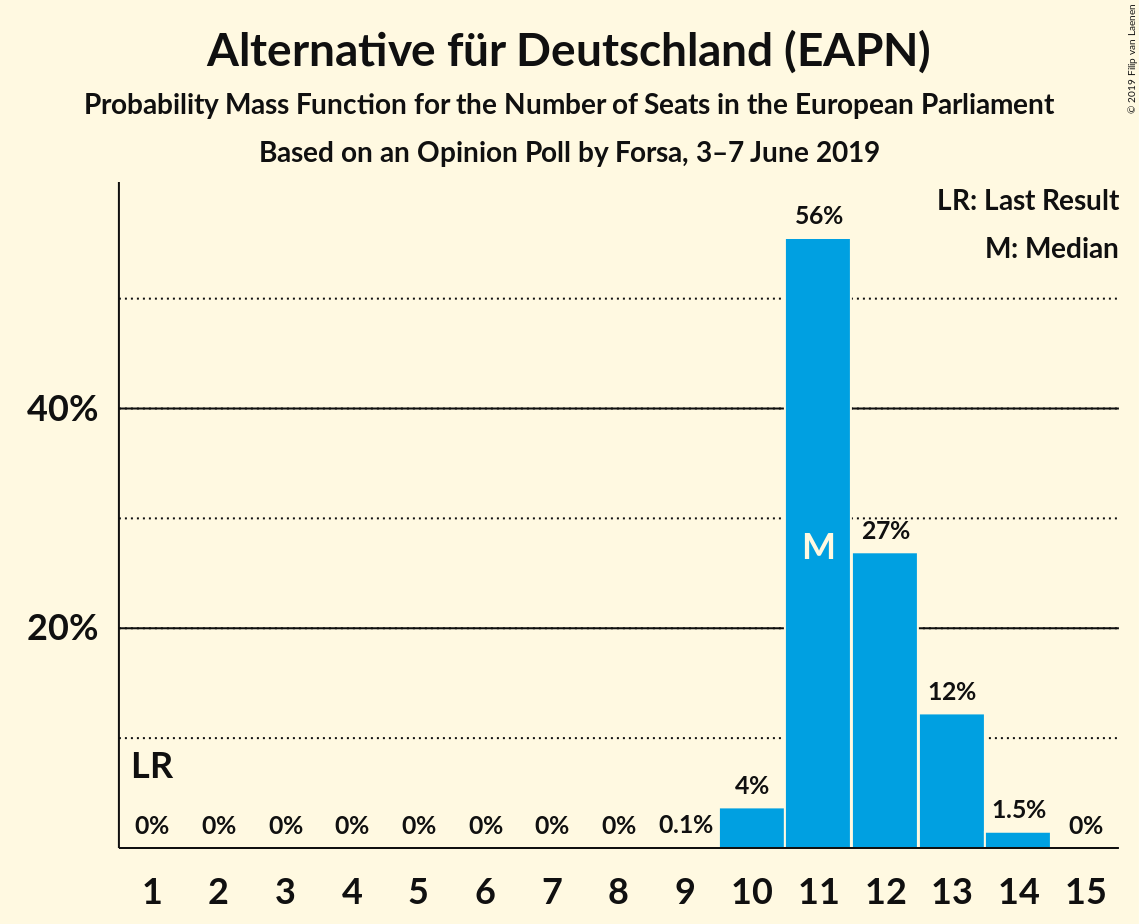 Alternative für Deutschland (EAPN)
Probability Mass Function for the Number of Seats in the European Parliament
Based on an Opinion Poll by Forsa, 3–7 June 2019
© 2019 Filip van Laenen
LR: Last Result
M: Median
56%
40%
M
27%
20%
12%
LR
4%
1.5%
0% 0% 0% 0% 0% 0% 0% 0% 0.1% 0%
1 2 3 4 5 6 7 8 9 10 11 12 13 14 15